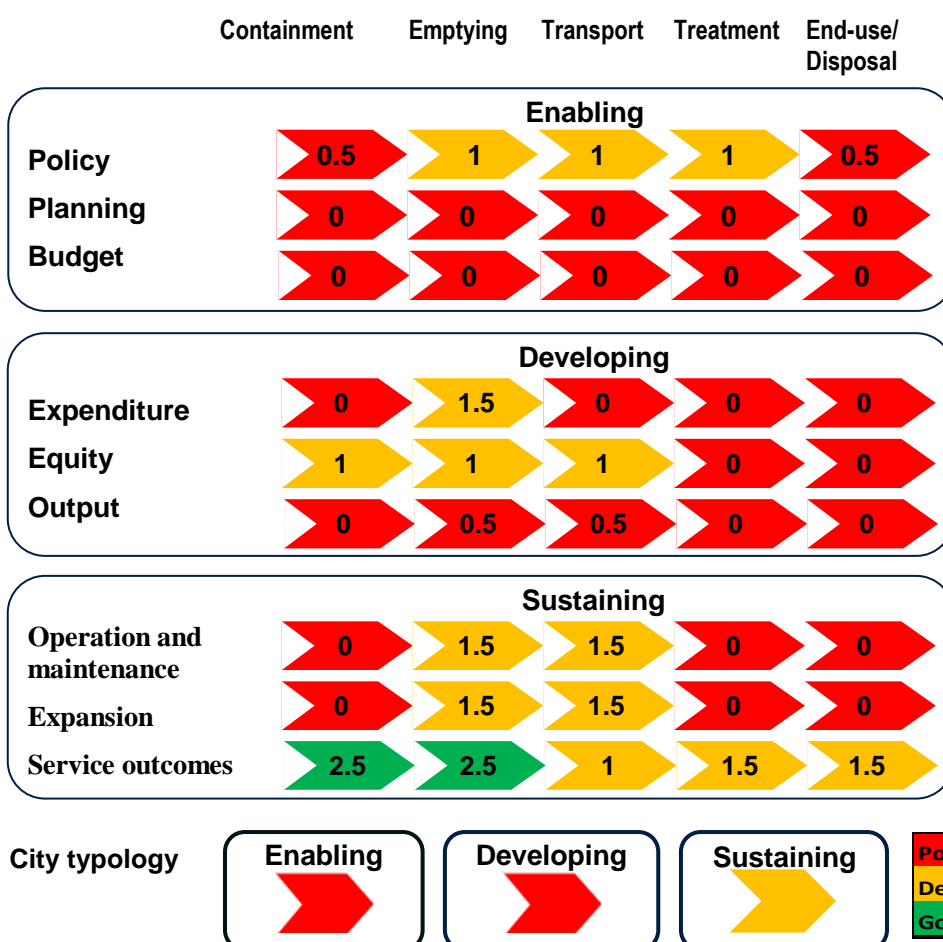 Containment Emptying Transport Treatment End-use/
Disposal
Enabling
Policy 0.5 1 1 1 0.5
Planning 0 0 0 0 0
Budget 0 0 0 0 0
Developing
Expenditure 0 1.5 0 0 0
Equity 1 1 1 0 0
Output 0 0.5 0.5 0 0
Sustaining
Operation and
maintenance 0 1.5 1.5 0 0
Expansion 0 1.5 1.5 0 0
Service outcomes 2.5 2.5 1 1.5 1.5
City typology Enabling Developing Sustaining